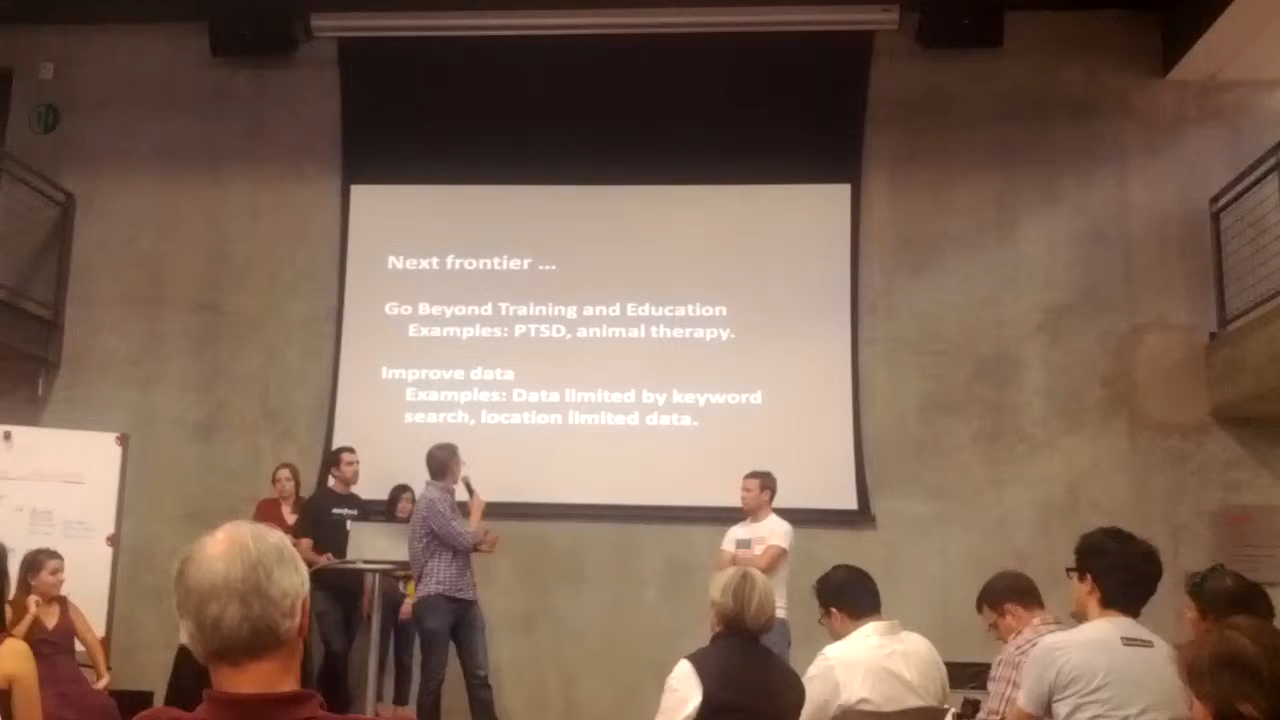 Next frontier ...
Go Beyond Training and Education
Examples: PTSD, animal therapy.
Improve data
Examples: Data limited by keyword
search, location limited data.